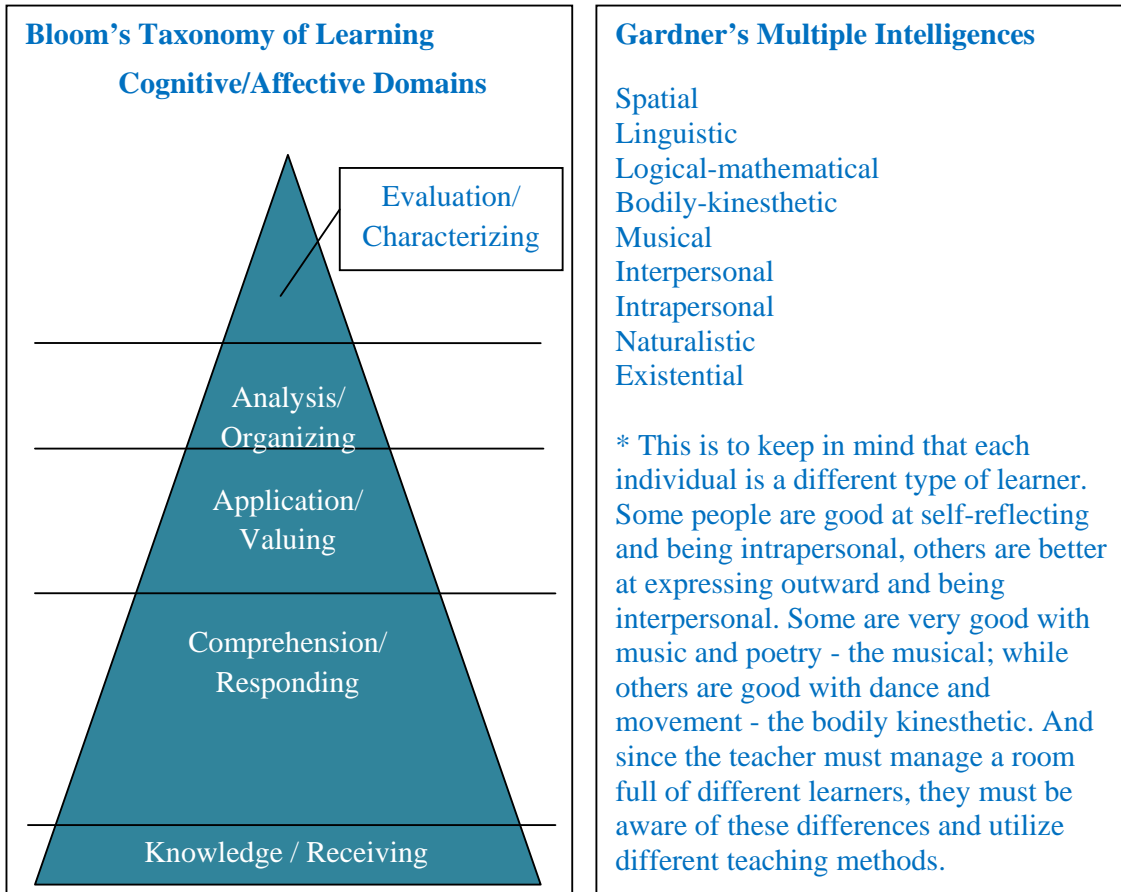 Bloom's Taxonomy of Learning
Cognitive/Affective Domains
Evaluation/
Characterizing
Analysis/
Organizing
Application/
Valuing
Comprehension/
Responding
Knowledge / Receiving
Gardner's Multiple Intelligences
Spatial
Linguistic
Logical-mathematical
Bodily-kinesthetic
Musical
Interpersonal
Intrapersonal
Naturalistic
Existential
* This is to keep in mind that each
individual is a different type of learner.
Some people are good at self-reflecting
and being intrapersonal, others are better
at expressing outward and being
interpersonal. Some are very good with
music and poetry - the musical; while
others are good with dance and
movement - the bodily kinesthetic. And
since the teacher must manage a room
full of different learners, they must be
aware of these differences and utilize
different teaching methods.